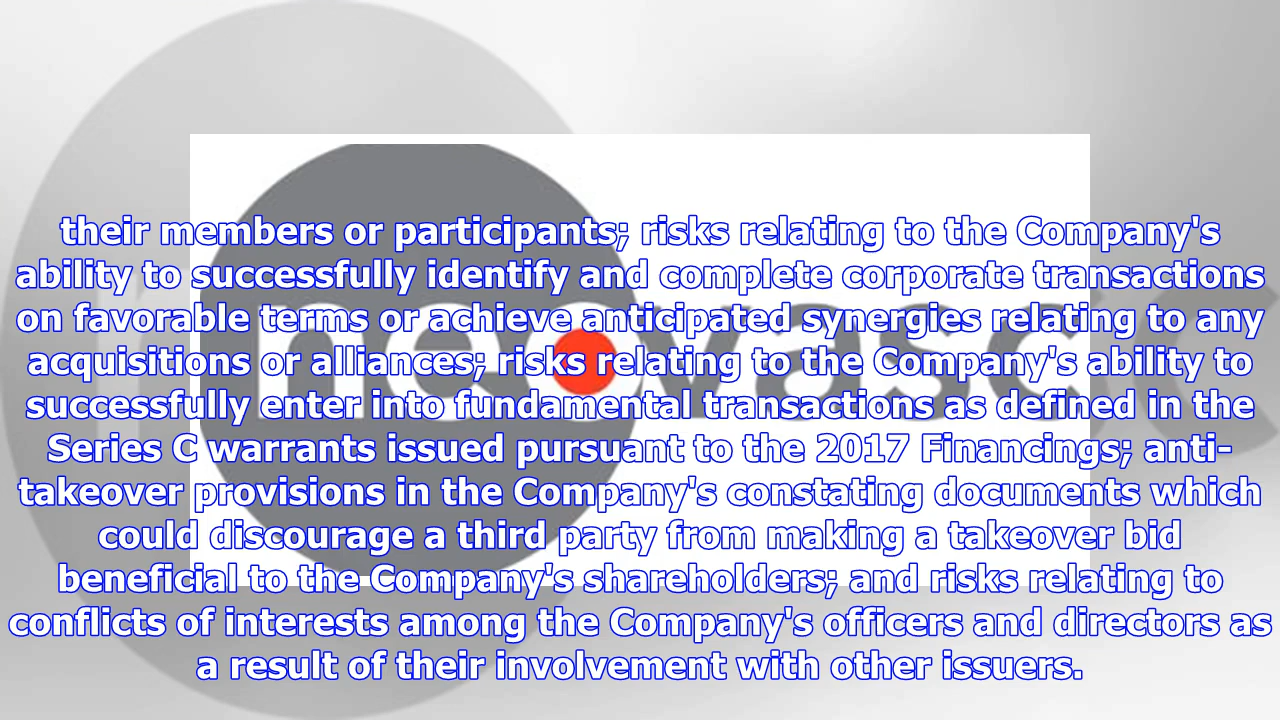 their members or participants; risks relating to the Company's
ability to successfully identify and complete corporate transactions
on favorable terms or achieve anticipated synergies relating to any
acquisitions or alliances; risks relating to the Company's ability to
successfully enter into fundamental transactions as defined in the
Series C warrants issued pursuant to the 2017 Financings; anti-
takeover provisions in the Company's constating documents which
could discourage a third party from making a takeover bid
beneficial to the Company's shareholders; and risks relating to
conflicts of interests among the Company's officers and directors as
a result of their involvement with other issuers.
neovasc